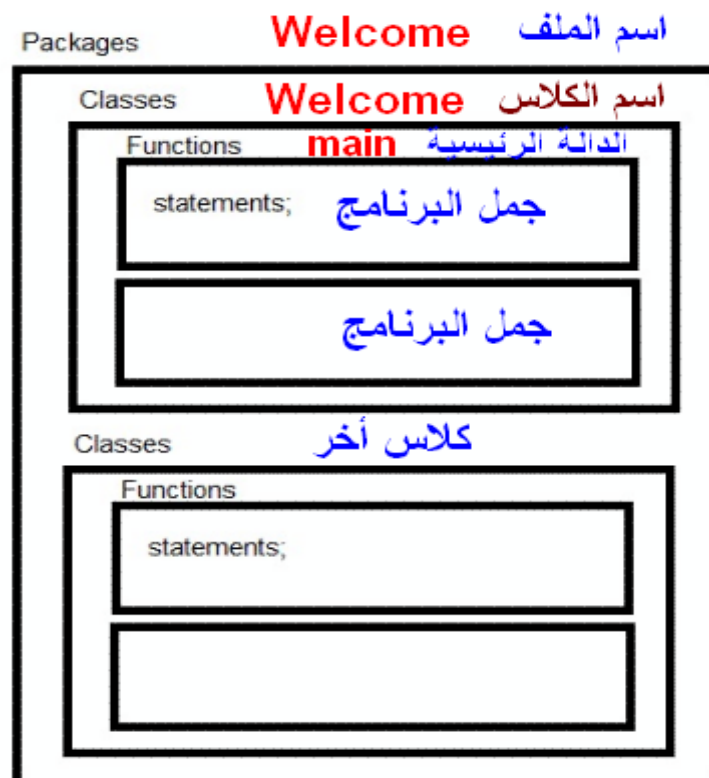 Packages Welcome اسم الملف
Classes Welcome اسم الكلاس
Functions main الدالة الرئيسية
statements; جمل البرنامج
جمل البرنامج
Classes كلاس أخر
Functions
statements;